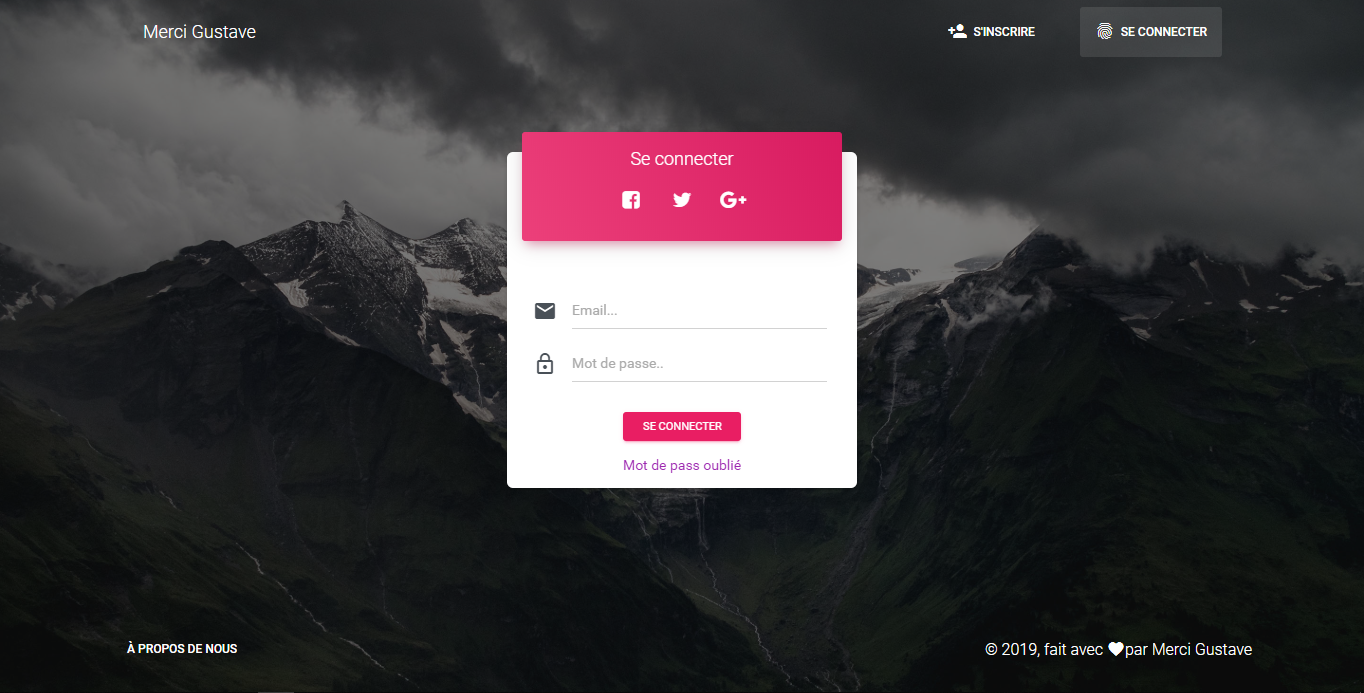 Merci Gustave
S'INSCRIRE
SE CONNECTER
Se connecter
G+
Email...
Mot de passe..
SE CONNECTER
Mot de pass oublié
À PROPOS DE NOUS
© 2019, fait avec ♥par Merci Gustave